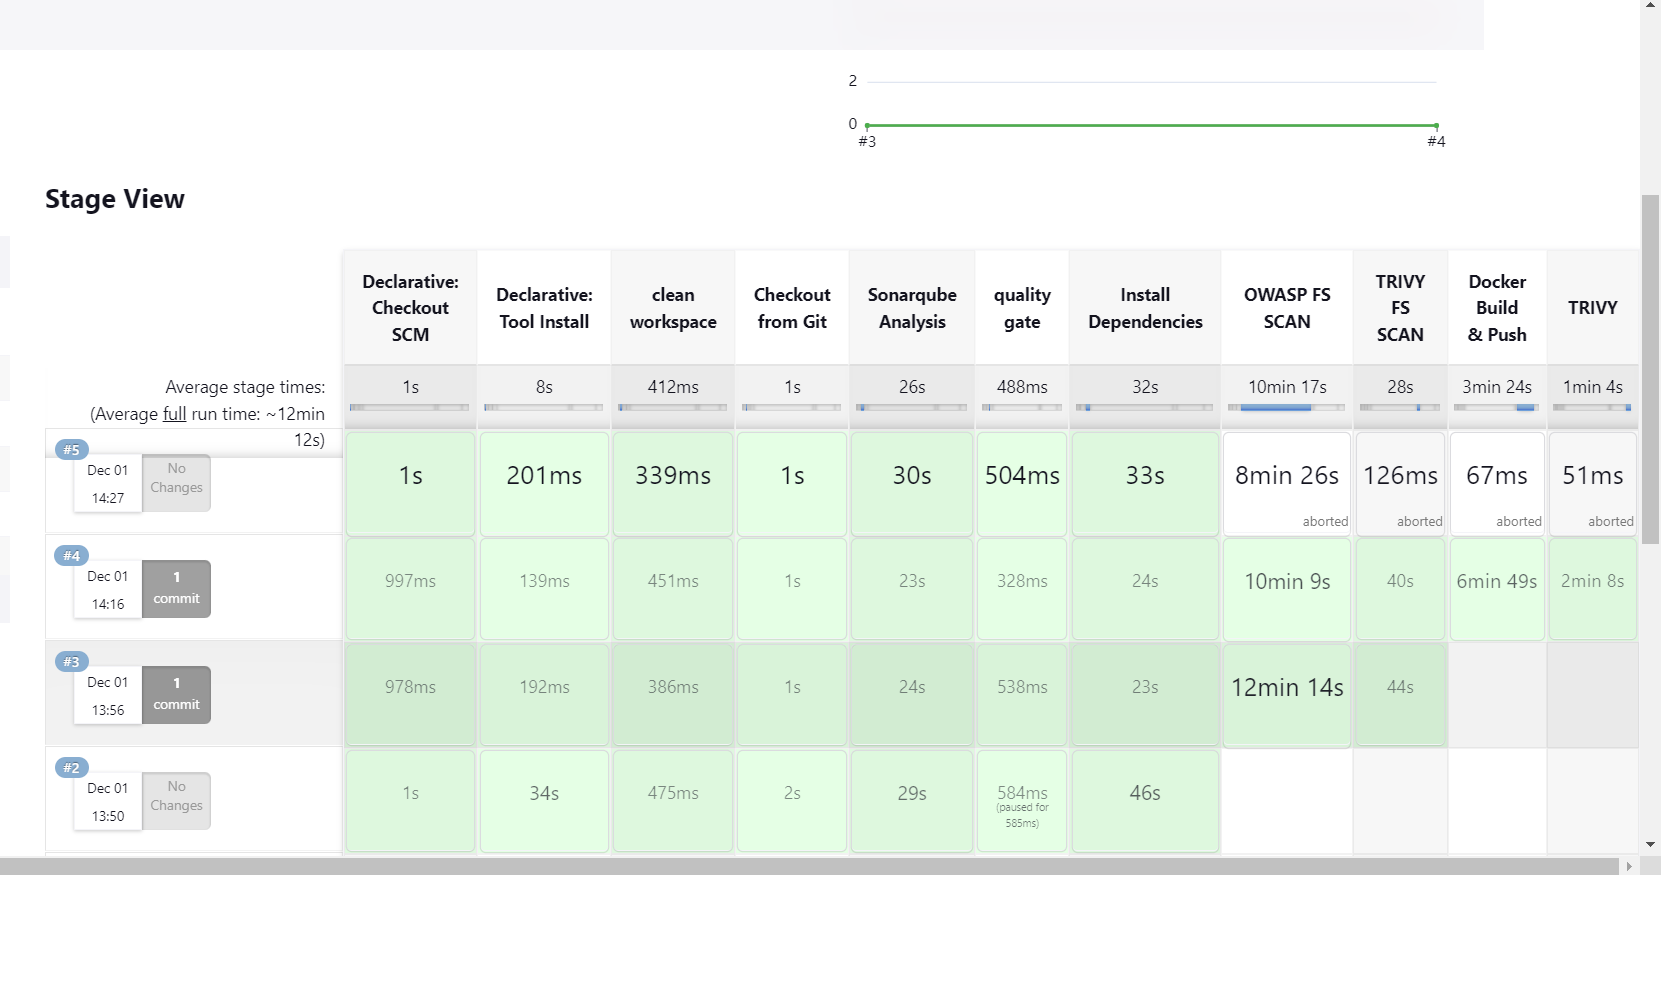 2
0
#3
#4
Stage View
Declarative:
Checkout
SCM
Declarative:
Tool Install
clean
workspace
Checkout
from Git
Sonarqube
Analysis
quality
gate
Install
Dependencies
OWASP FS
SCAN
TRIVY
FS
SCAN
Docker
Build
& Push
TRIVY
Average stage times:
(Average full run time: ~12min
12s)
1s
8s
412ms
1s
26s
488ms
32s
10min 17s
28s
3min 24s
1min 4s
#5
Dec 01
14:27
No
Changes
1s
201ms
339ms
1s
30s
504ms
33s
8min 26s
aborted
126ms
aborted
67ms
aborted
51ms
aborted
#4
Dec 01
14:16
1
commit
997ms
139ms
451ms
1s
23s
328ms
24s
10min 9s
40s
6min 49s
2min 8s
#3
Dec 01
13:56
1
commit
978ms
192ms
386ms
1s
24s
538ms
23s
12min 14s
44s
#2
Dec 01
13:50
No
Changes
1s
34s
475ms
2s
29s
584ms
(paused for
585ms)
46s